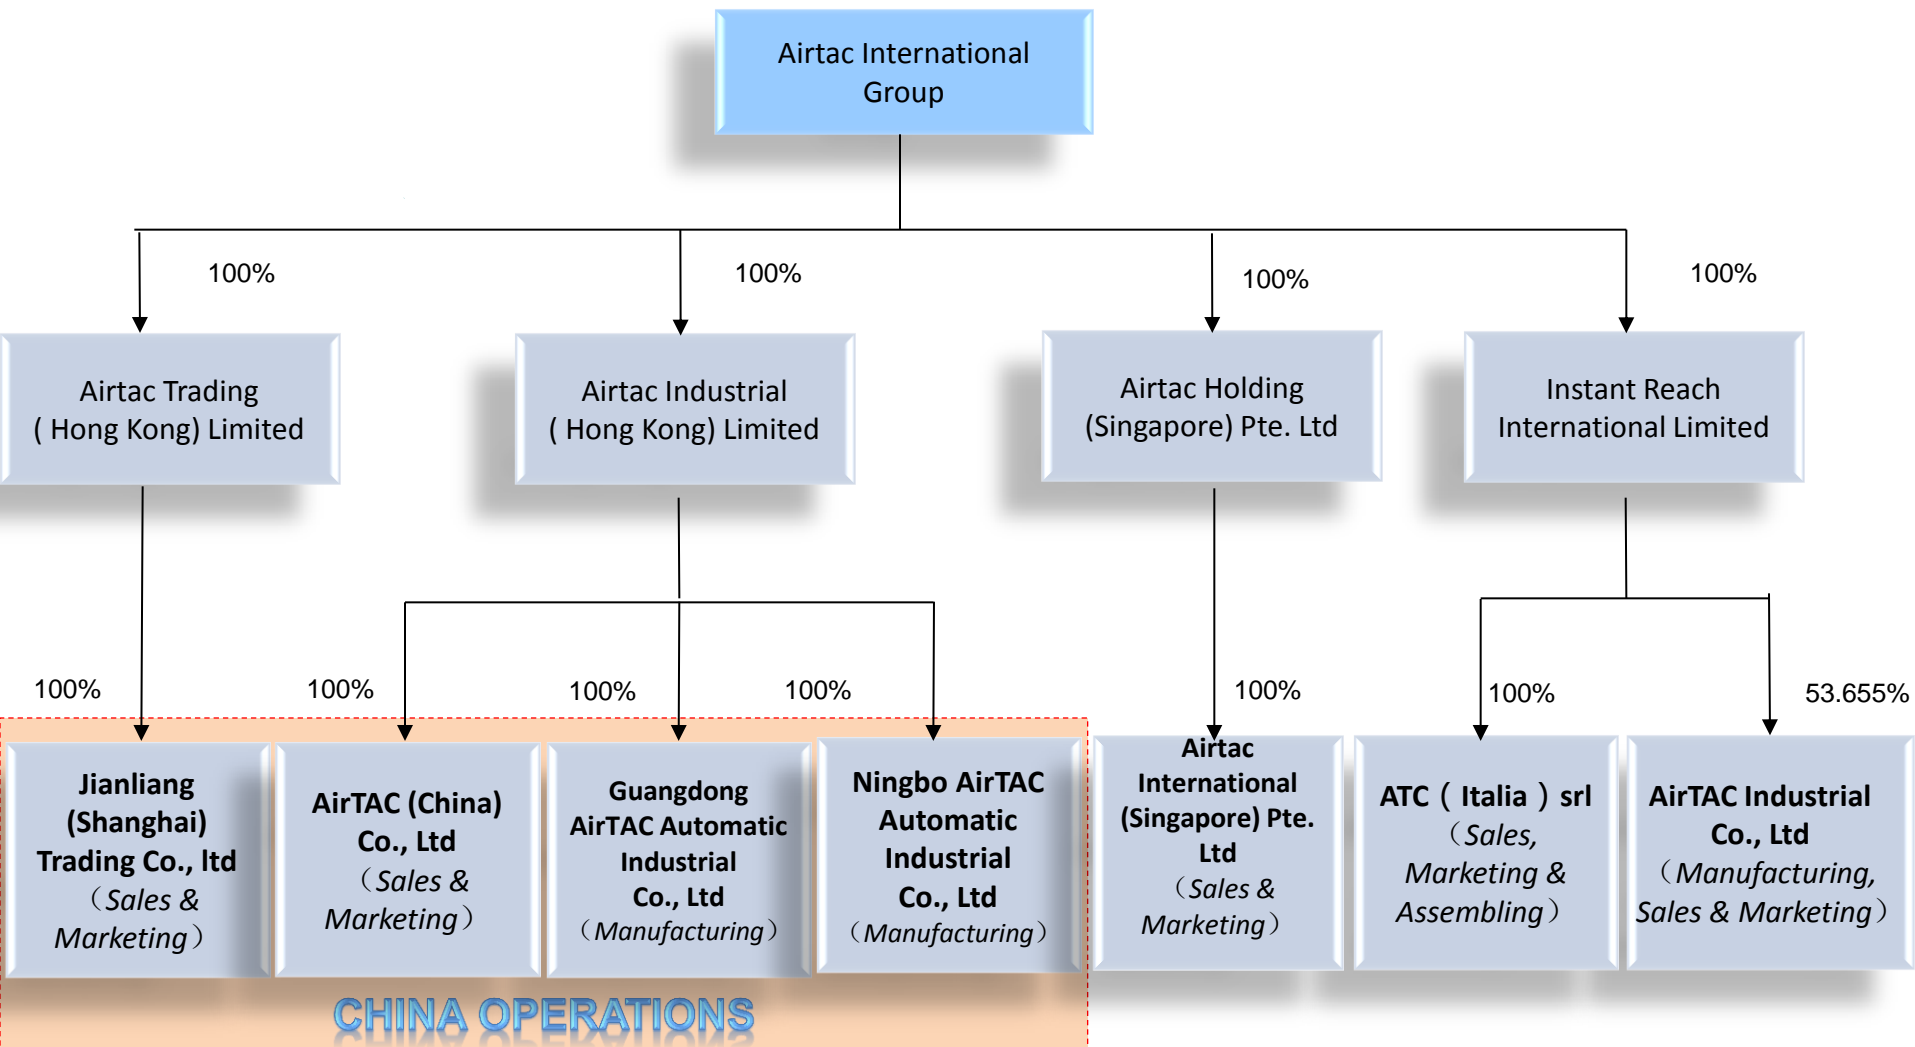 Airtac International
Group
100%
100%
100%
100%
Airtac Trading
( Hong Kong) Limited
Airtac Industrial
( Hong Kong) Limited
Airtac Holding
(Singapore) Pte. Ltd
Instant Reach
International Limited
100%
100%
100%
100%
100%
100%
53.655%
Jianliang
(Shanghai)
Trading Co., ltd
（Sales &
Marketing）
AirTAC (China)
Co., Ltd
（Sales &
Marketing）
Guangdong
AirTAC Automatic
Industrial
Co., Ltd
（Manufacturing）
Ningbo AirTAC
Automatic
Industrial
Co., Ltd
（Manufacturing）
Airtac
International
(Singapore) Pte.
Ltd
（Sales &
Marketing）
ATC（ Italia ）srl
（Sales,
Marketing &
Assembling）
AirTAC Industrial
Co., Ltd
（Manufacturing,
Sales & Marketing）
CHINA OPERATIONS